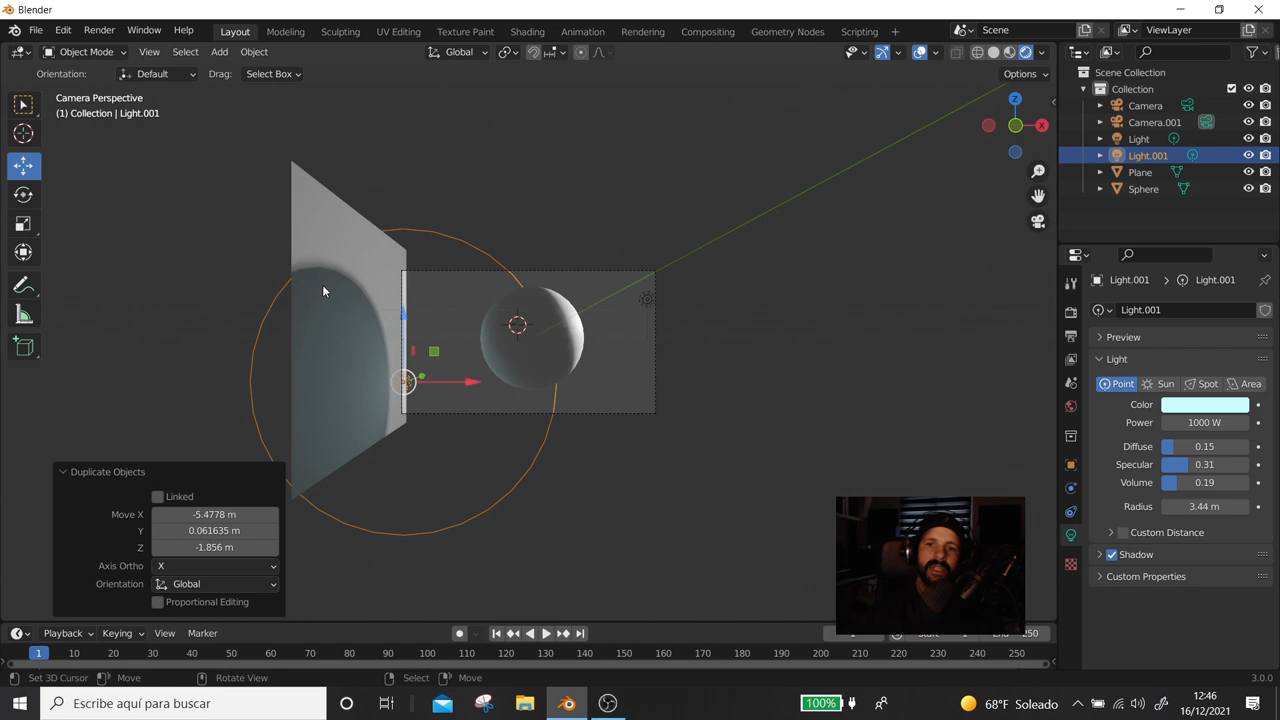 Blender
File Edit Render Window Help Layout Modeling Sculpting UV Editing Texture Paint Shading Animation Rendering Compositing Geometry Nodes Scripting + Scene ViewLayer
Object Mode View Select Add Object Global
Orientation: Default Drag: Select Box Options
Camera Perspective
(1) Collection | Light.001
Z
X
Scene Collection
Collection
Camera
Camera.001
Light
Light.001
Plane
Sphere
Light.001 Light.001
Light.001
Preview
Light
Point Sun Spot Area
Color
Power 1000 W
Diffuse 0.15
Specular 0.31
Volume 0.19
Radius 3.44 m
Custom Distance
Shadow
Custom Properties
Duplicate Objects
Linked
Move X -5.4778 m
Y 0.061635 m
Z -1.856 m
Axis Ortho X
Orientation Global
Proportional Editing
Playback Keying View Marker 1 Start 1 End 250
1 10 20 30 40 50 60 70 80 90 100 110 120 130 140 150 160 170 180 190 200 210 220 230 240 250
Set 3D Cursor Move Rotate View Select Move 3.0.0
Escribe aquí para buscar 100% 68°F Soleado 12:46
16/12/2021